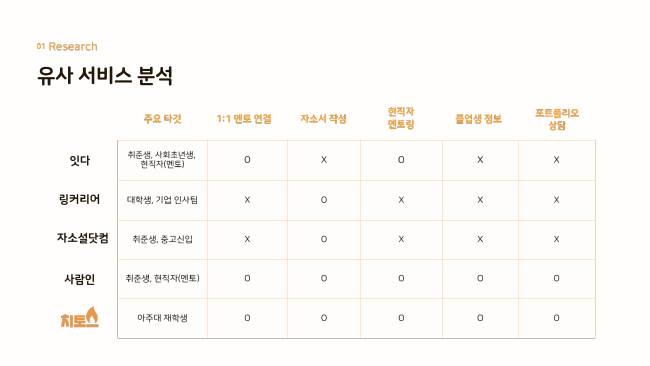 01 Research
유사 서비스 분석
주요 타깃 1:1 멘토 연결 자소서 작성 현직자 멘토링 졸업생 정보 포트폴리오 상담
잇다 취준생, 사회초년생, 현직자(멘토) O X O X X
링커리어 대학생, 기업 인사팀 X O X X X
자소설닷컴 취준생, 중고신입 X O X X X
사람인 취준생, 현직자(멘토) O O O O O
치토스 아주대 재학생 O O O O O